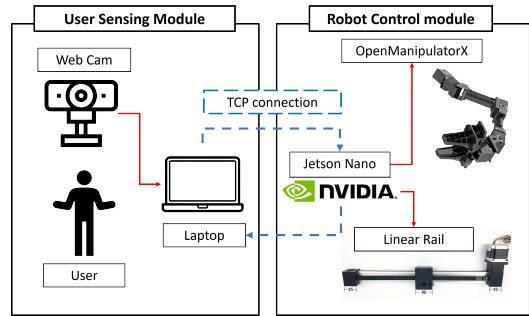 User Sensing Module
Robot Control module
Web Cam
OpenManipulatorX
TCP connection
Jetson Nano
NVIDIA
Laptop
Linear Rail
User